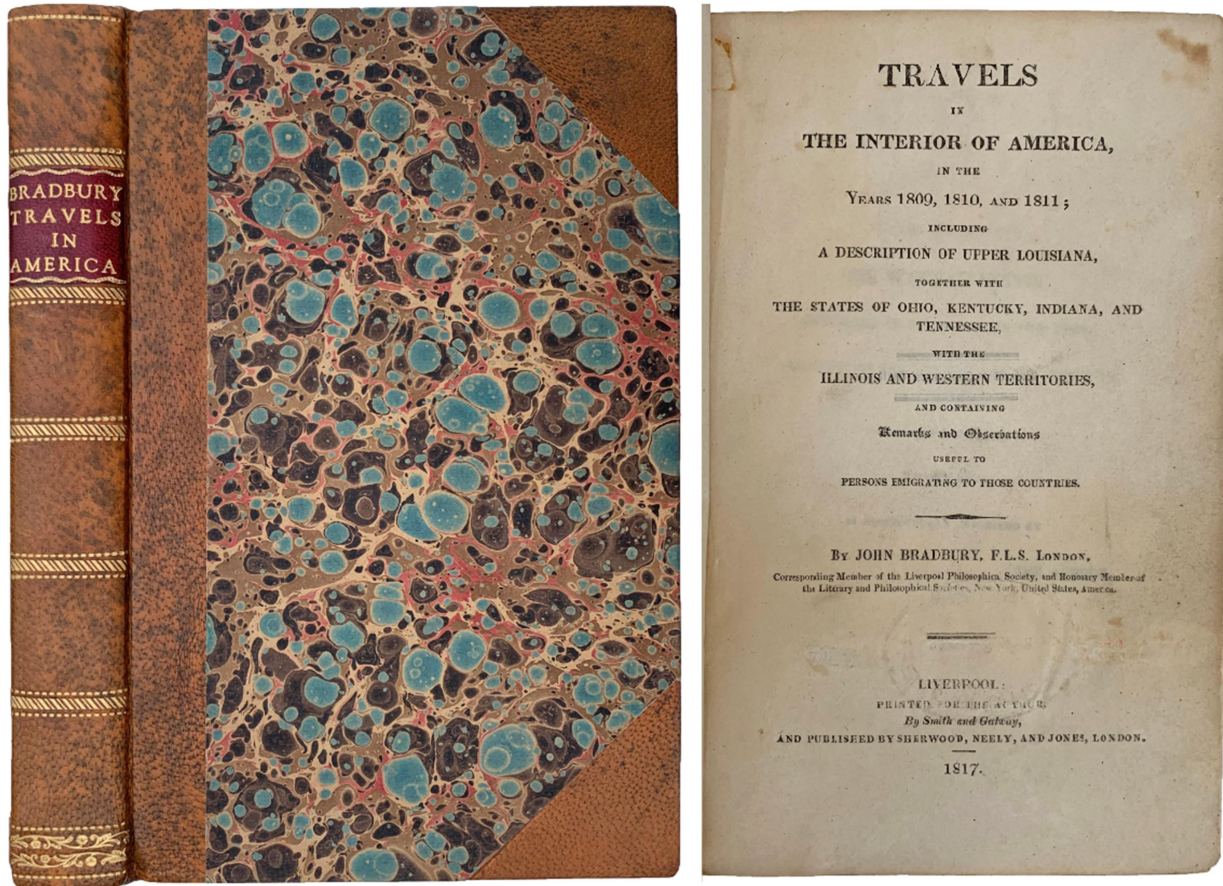 BRADBURY
TRAVELS
IN
AMERICA
TRAVELS
IN
THE INTERIOR OF AMERICA,
IN THE
YEARS 1809, 1810, AND 1811;
INCLUDING
A DESCRIPTION OF UPPER LOUISIANA,
TOGETHER WITH
THE STATES OF OHIO, KENTUCKY, INDIANA, AND
TENNESSEE,
WITH THE
ILLINOIS AND WESTERN TERRITORIES,
AND CONTAINING
Remarks and Observations
USEFUL TO
PERSONS EMIGRATING TO THOSE COUNTRIES.
BY JOHN BRADBURY, F.L.S. LONDON,
Corresponding Member of the Liverpool Philosophical Society, and Honorary Member of
the Literary and Philosophical Societies, New York, United States, America.
LIVERPOOL:
PRINTED FOR THE AUTHOR,
By Smith and Galway,
AND PUBLISHED BY SHERWOOD, NEELY, AND JONES, LONDON.
1817.